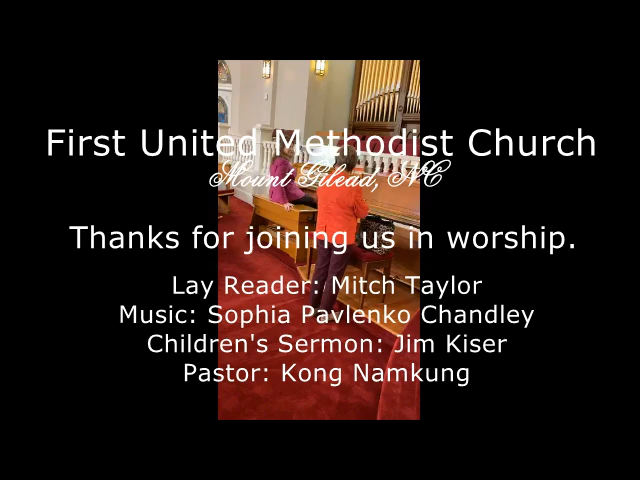 First United Methodist Church
Mount Gilead, NC
Thanks for joining us in worship.
Lay Reader: Mitch Taylor
Music: Sophia Pavlenko Chandley
Children's Sermon: Jim Kiser
Pastor: Kong Namkung